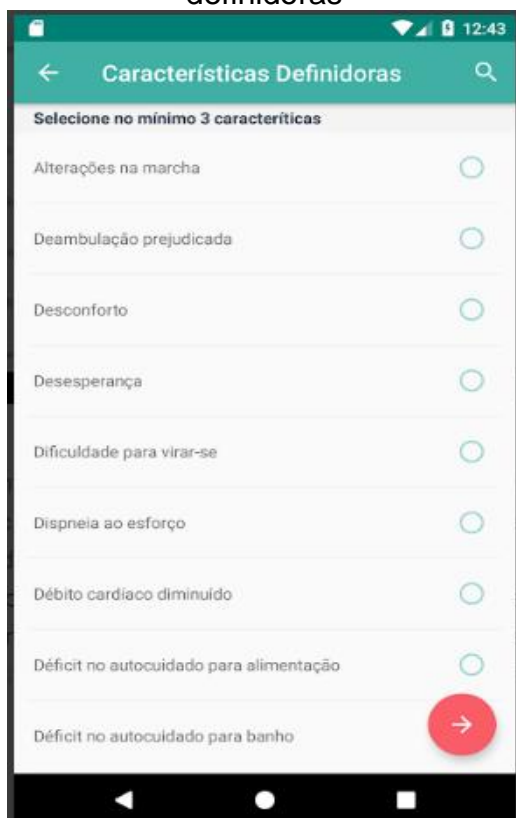 definidoras
12:43
Características Definidoras
Selecione no mínimo 3 caracteríticas
Alterações na marcha
Deambulação prejudicada
Desconforto
Desesperança
Dificuldade para virar-se
Dispneia ao esforço
Débito cardíaco diminuído
Déficit no autocuidado para alimentação
Déficit no autocuidado para banho